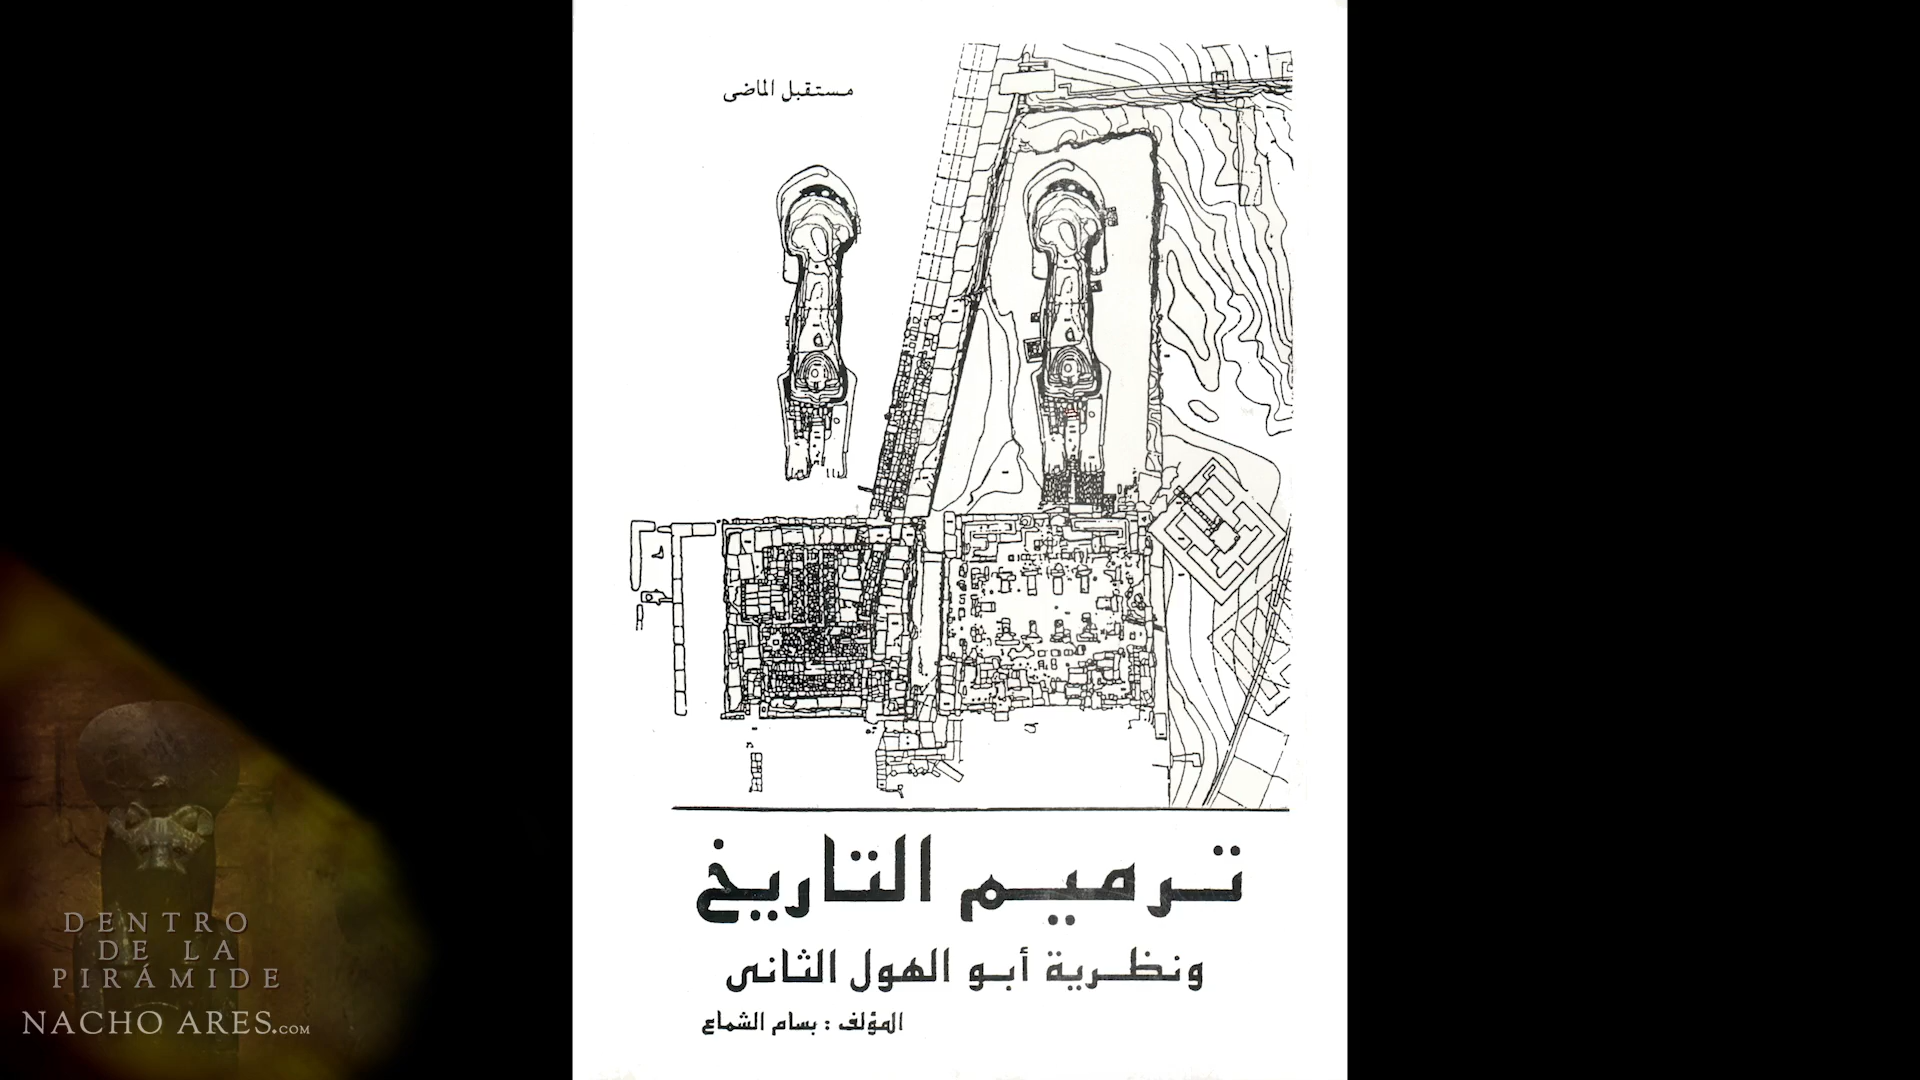 مستقبل الماضى
ترميم التاريخ
ونظرية أبو الهول الثانى
المؤلف : بسام الشماع
DENTRO
DE LA
PIRÁMIDE
NACHO ARES.COM